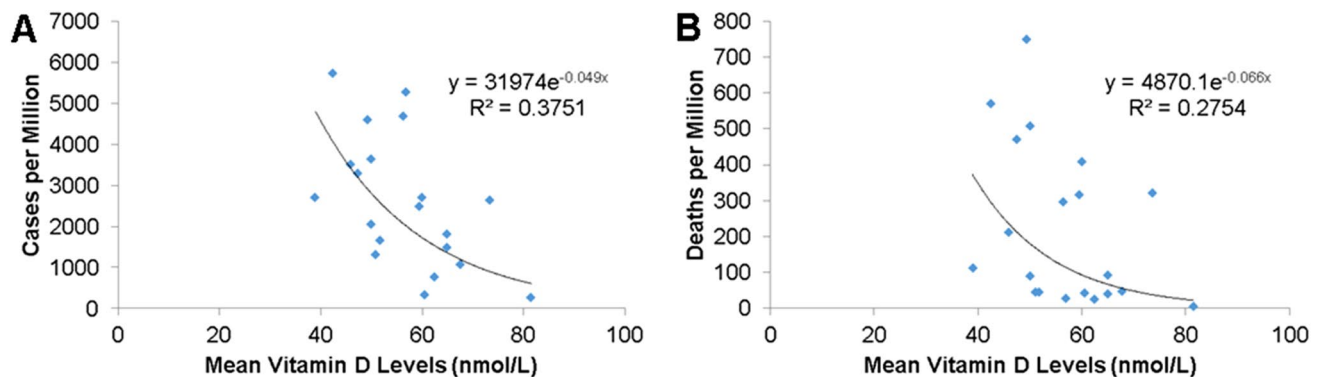 A
7000
6000
5000
4000
3000
2000
1000
0
0 20 40 60 80 100
Cases per Million
Mean Vitamin D Levels (nmol/L)
y = 31974e^-0.049x
R² = 0.3751
B
800
700
600
500
400
300
200
100
0
0 20 40 60 80 100
Deaths per Million
Mean Vitamin D Levels (nmol/L)
y = 4870.1e^-0.066x
R² = 0.2754